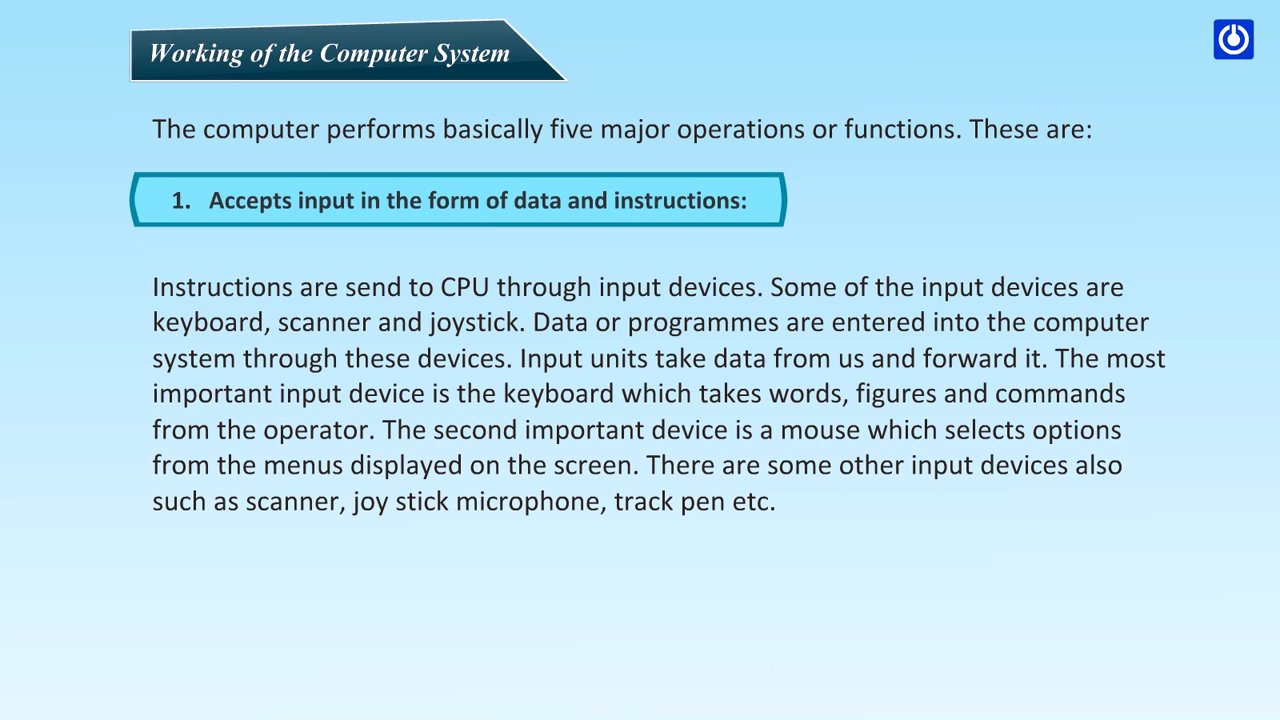 Working of the Computer System
The computer performs basically five major operations or functions. These are:
1. Accepts input in the form of data and instructions:
Instructions are send to CPU through input devices. Some of the input devices are
keyboard, scanner and joystick. Data or programmes are entered into the computer
system through these devices. Input units take data from us and forward it. The most
important input device is the keyboard which takes words, figures and commands
from the operator. The second important device is a mouse which selects options
from the menus displayed on the screen. There are some other input devices also
such as scanner, joy stick microphone, track pen etc.